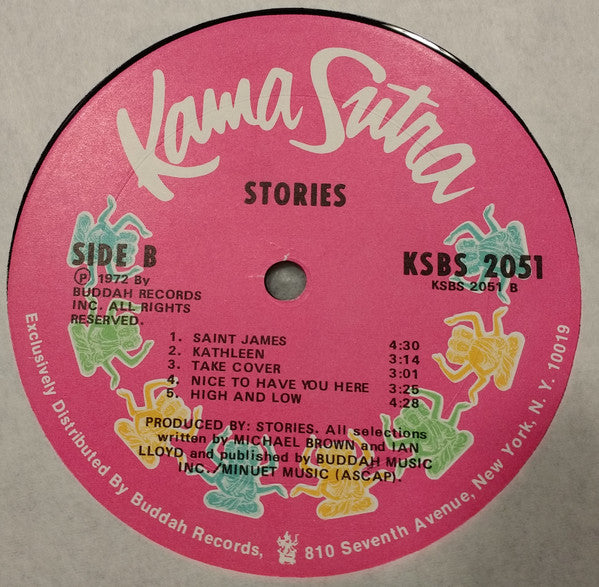 Kama Sutra
STORIES
SIDE B
Ⓟ 1972 By
BUDDAH RECORDS
INC. ALL RIGHTS
RESERVED.
KSBS 2051
KSBS 2051 B
1. SAINT JAMES 4:30
2. KATHLEEN 3:14
3. TAKE COVER 3:01
4. NICE TO HAVE YOU HERE 3:25
5. HIGH AND LOW 4:28
PRODUCED BY: STORIES. All selections
written by MICHAEL BROWN and IAN
LLOYD and published by BUDDAH MUSIC
INC./MINUET MUSIC (ASCAP).
Exclusively Distributed By Buddah Records, 810 Seventh Avenue, New York, N. Y. 10019